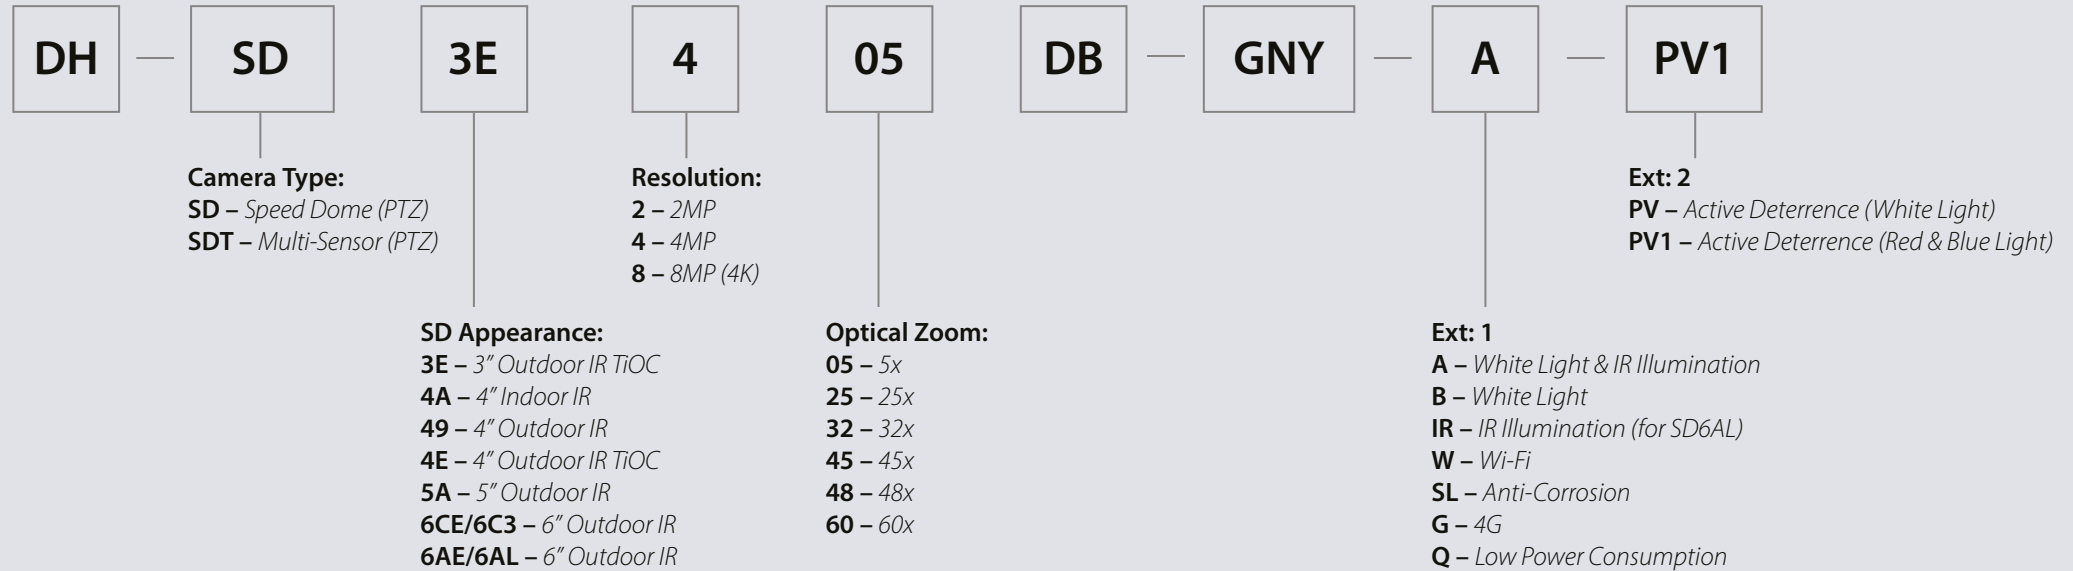 DH — SD 3E 4 05 DB — GNY — A — PV1
Camera Type:
SD – Speed Dome (PTZ)
SDT – Multi-Sensor (PTZ)
Resolution:
2 – 2MP
4 – 4MP
8 – 8MP (4K)
Ext: 2
PV – Active Deterrence (White Light)
PV1 – Active Deterrence (Red & Blue Light)
SD Appearance:
3E – 3” Outdoor IR TiOC
4A – 4” Indoor IR
49 – 4” Outdoor IR
4E – 4” Outdoor IR TiOC
5A – 5” Outdoor IR
6CE/6C3 – 6” Outdoor IR
6AE/6AL – 6” Outdoor IR
Optical Zoom:
05 – 5x
25 – 25x
32 – 32x
45 – 45x
48 – 48x
60 – 60x
Ext: 1
A – White Light & IR Illumination
B – White Light
IR – IR Illumination (for SD6AL)
W – Wi-Fi
SL – Anti-Corrosion
G – 4G
Q – Low Power Consumption